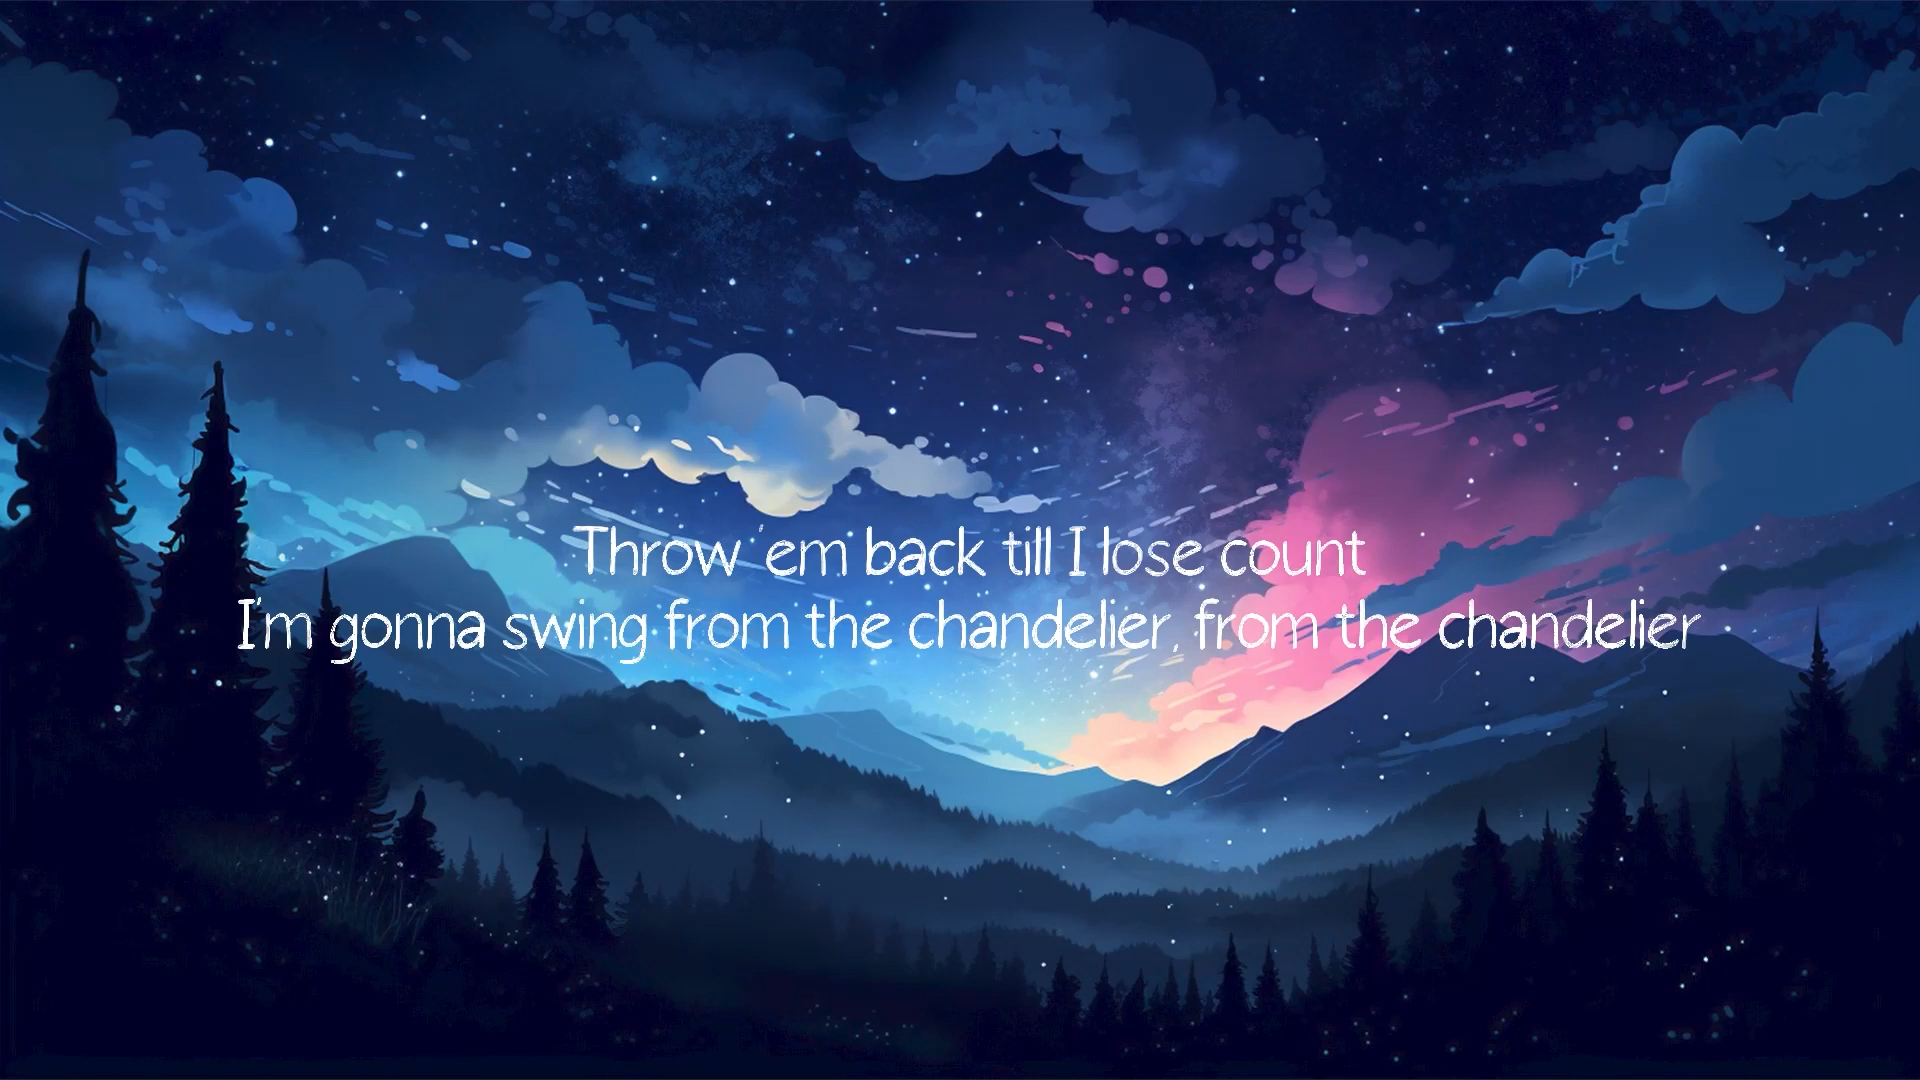 Throw 'em back till I lose count
I'm gonna swing from the chandelier, from the chandelier